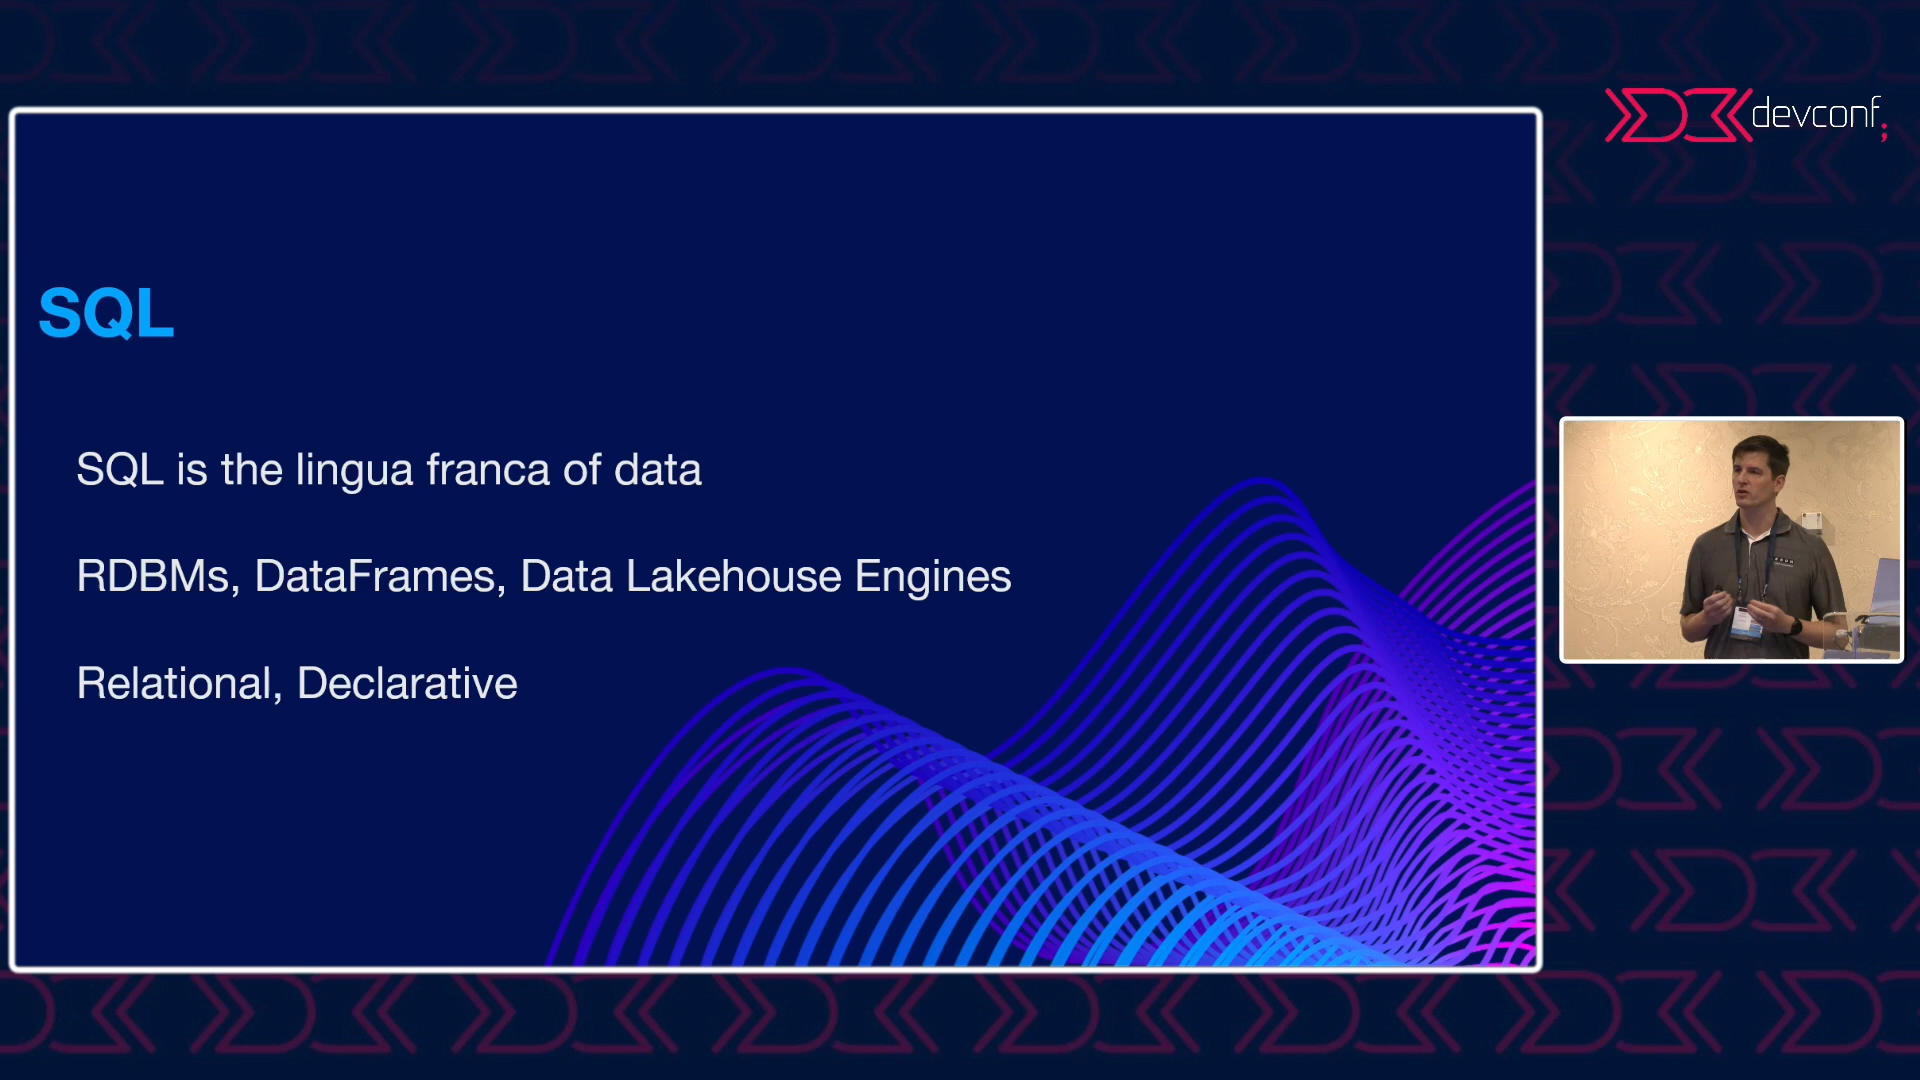 devconf;
SQL
SQL is the lingua franca of data
RDBMs, DataFrames, Data Lakehouse Engines
Relational, Declarative